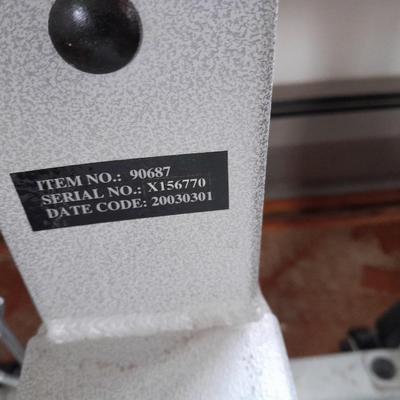 ITEM NO.: 90687
SERIAL NO.: X156770
DATE CODE: 20030301